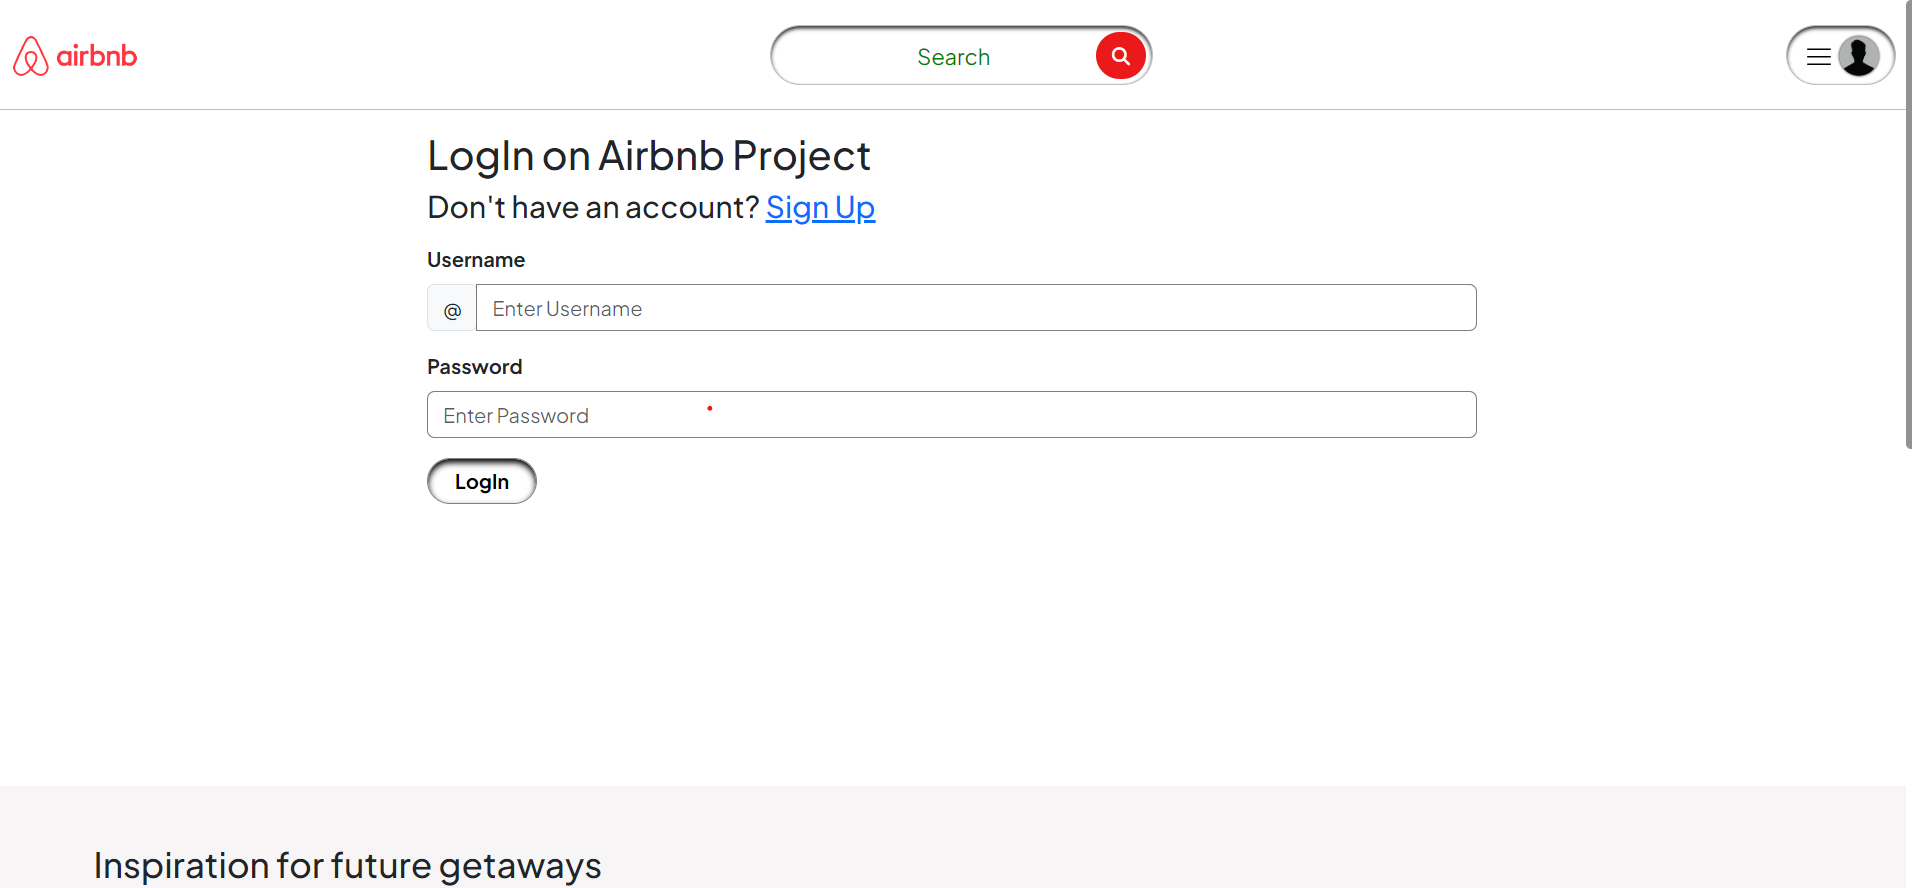 airbnb
Search
LogIn on Airbnb Project
Don't have an account? Sign Up
Username
@ Enter Username
Password
Enter Password
LogIn
Inspiration for future getaways